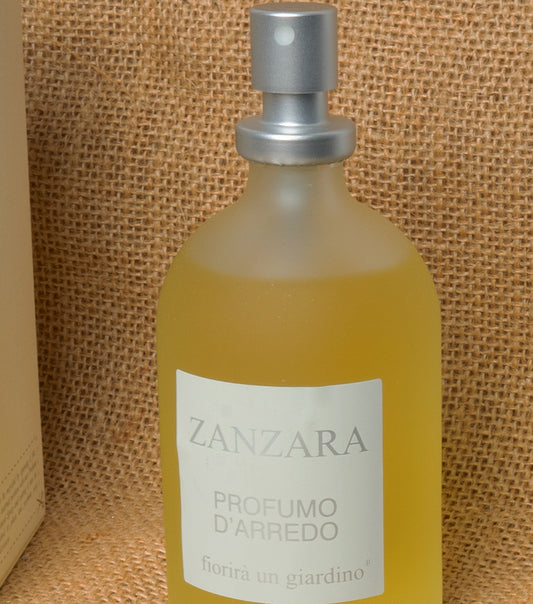 ZANZARA
PROFUMO
D'ARREDO
fiorirà un giardino